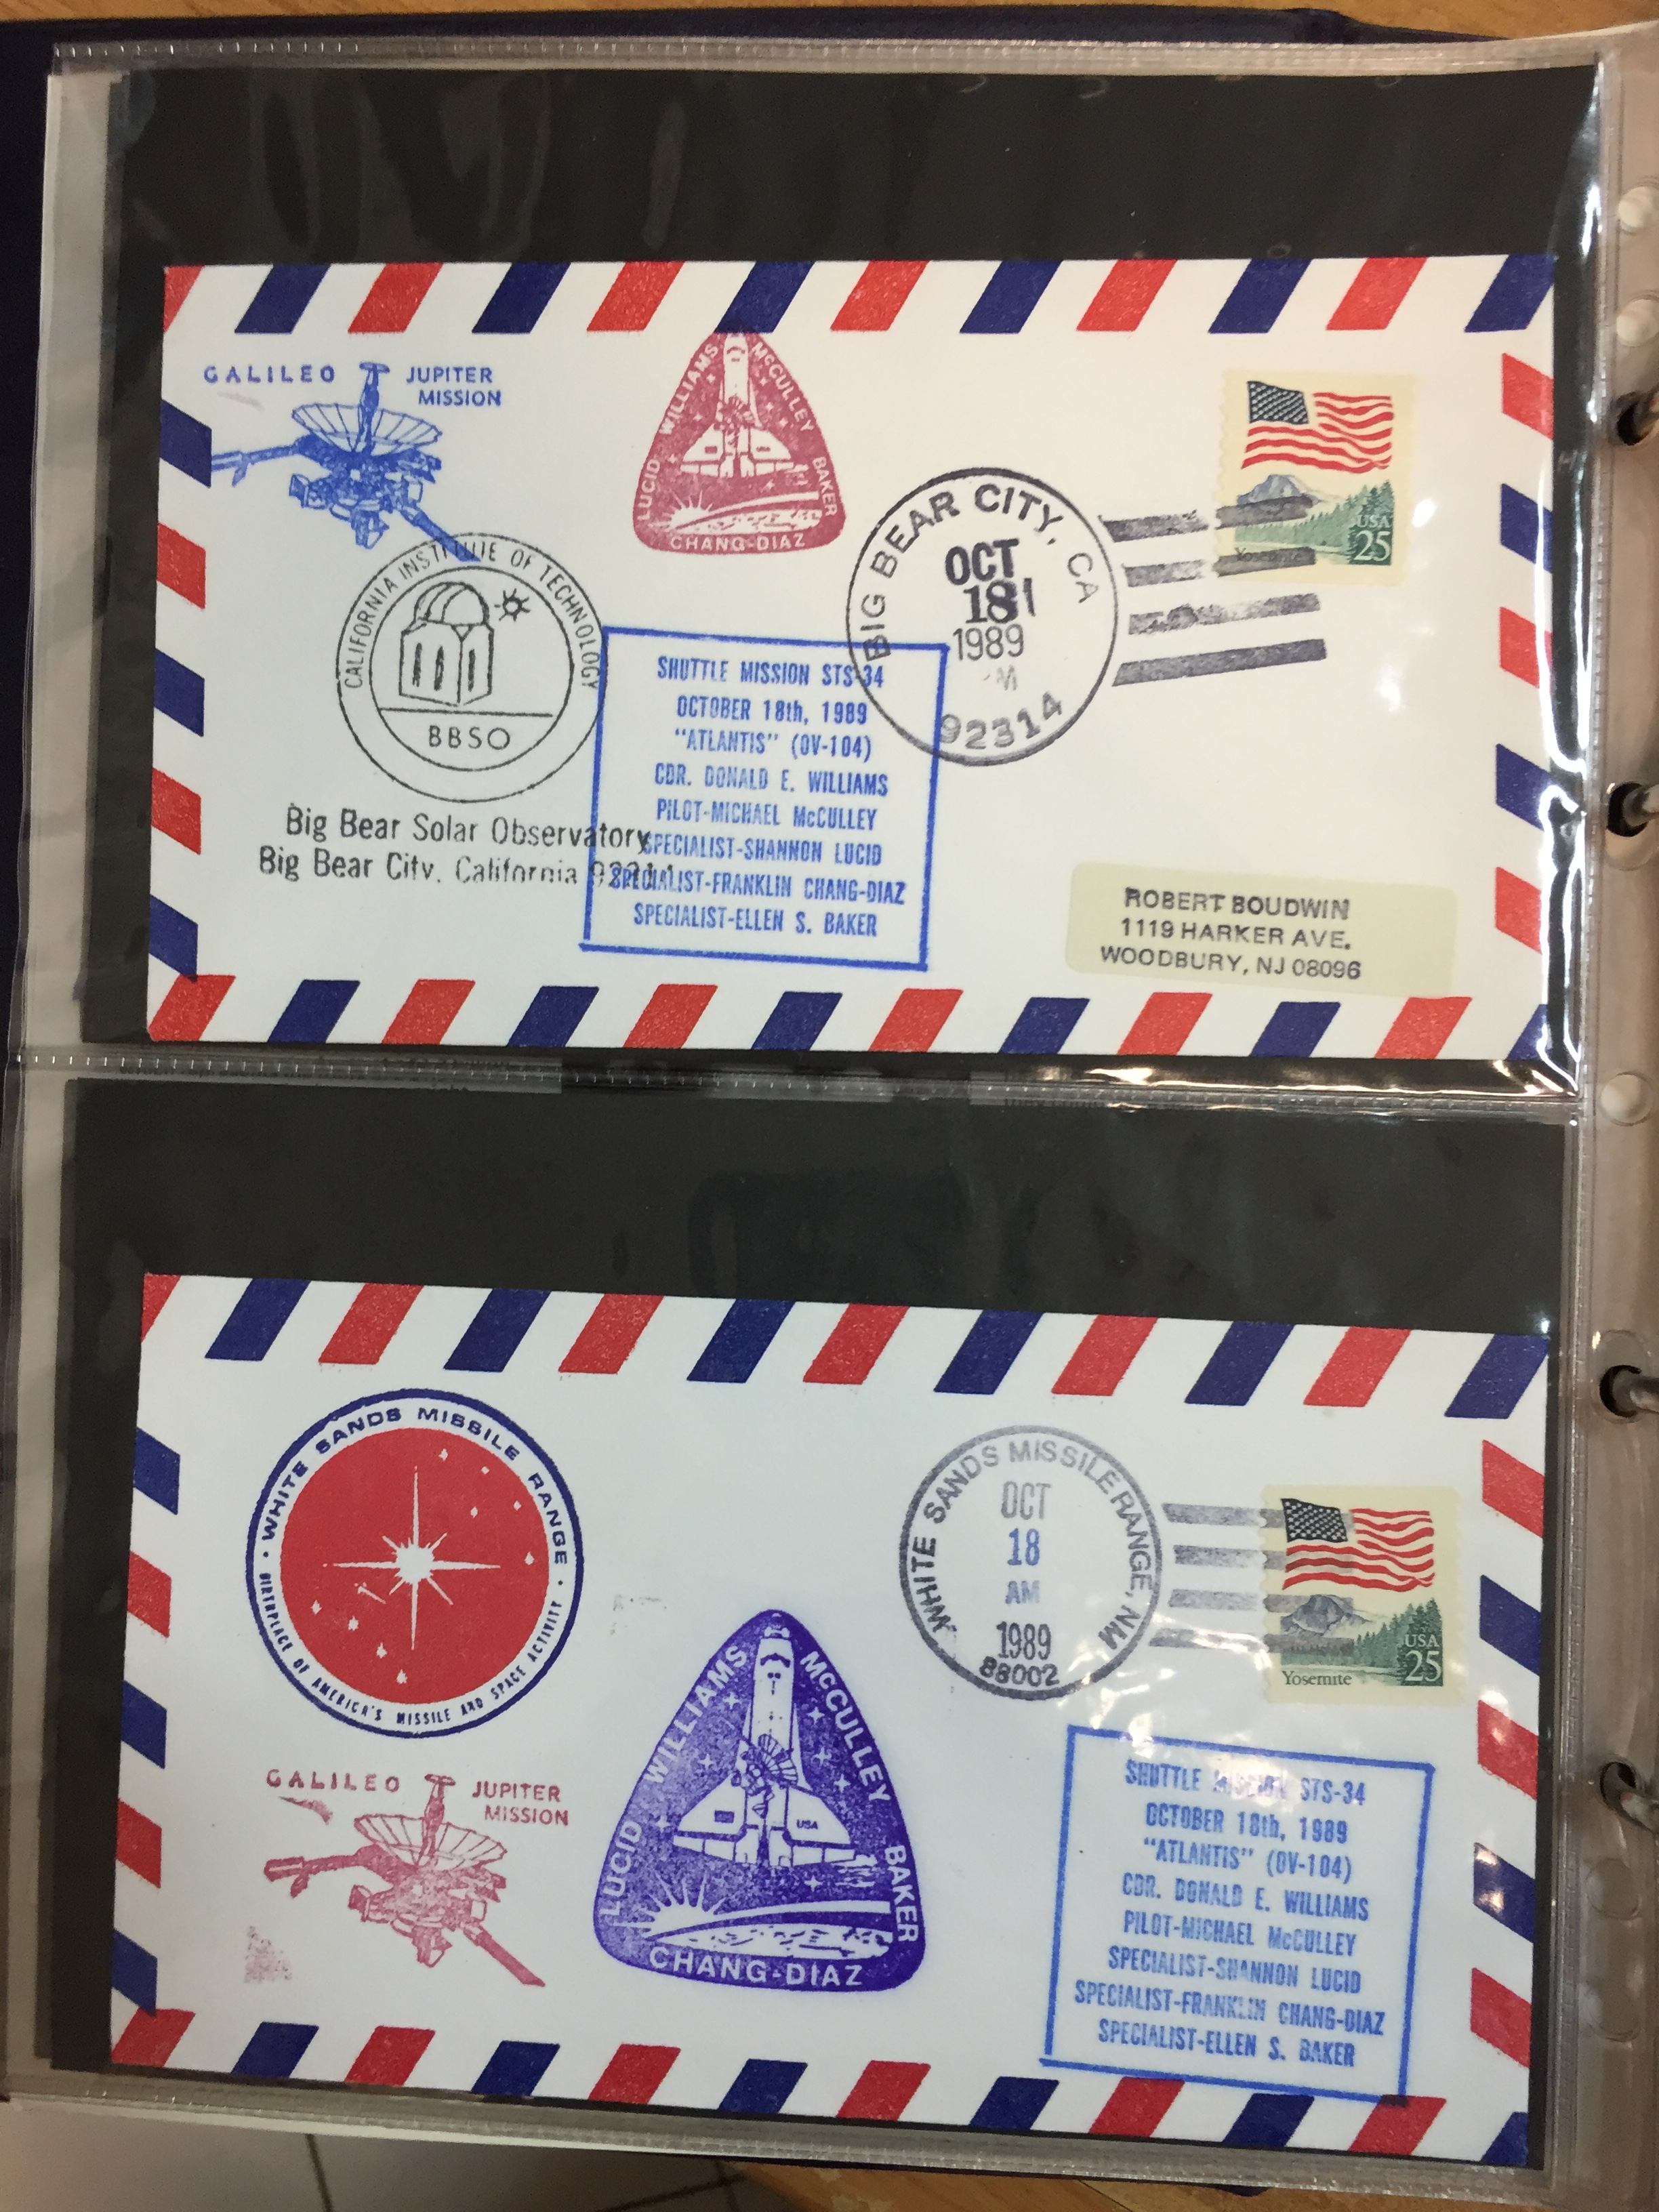 GALILEO JUPITER
MISSION
WILLIAMS McCULLEY
LUCID BAKER
CHANG-DIAZ
BIG BEAR CITY, CA
OCT
18
1989
92314
Yosemite
USA
25
CALIFORNIA INSTITUTE OF TECHNOLOGY
BBSO
Big Bear Solar Observatory
Big Bear City, California 92314
SHUTTLE MISSION STS-34
OCTOBER 18th, 1989
"ATLANTIS" (OV-104)
CDR. DONALD E. WILLIAMS
PILOT-MICHAEL McCULLEY
SPECIALIST-SHANNON LUCID
SPECIALIST-FRANKLIN CHANG-DIAZ
SPECIALIST-ELLEN S. BAKER
ROBERT BOUDWIN
1119 HARKER AVE.
WOODBURY, NJ 08096
WHITE SANDS MISSILE RANGE
BIRTHPLACE OF AMERICA'S MISSILE AND SPACE ACTIVITY
WHITE SANDS MISSILE RANGE, NM
OCT
18
AM
1989
88002
USA
25
Yosemite
GALILEO JUPITER
MISSION
WILLIAMS McCULLEY
USA
LUCID BAKER
CHANG-DIAZ
SHUTTLE MISSION STS-34
OCTOBER 18th, 1989
"ATLANTIS" (OV-104)
CDR. DONALD E. WILLIAMS
PILOT-MICHAEL McCULLEY
SPECIALIST-SHANNON LUCID
SPECIALIST-FRANKLIN CHANG-DIAZ
SPECIALIST-ELLEN S. BAKER